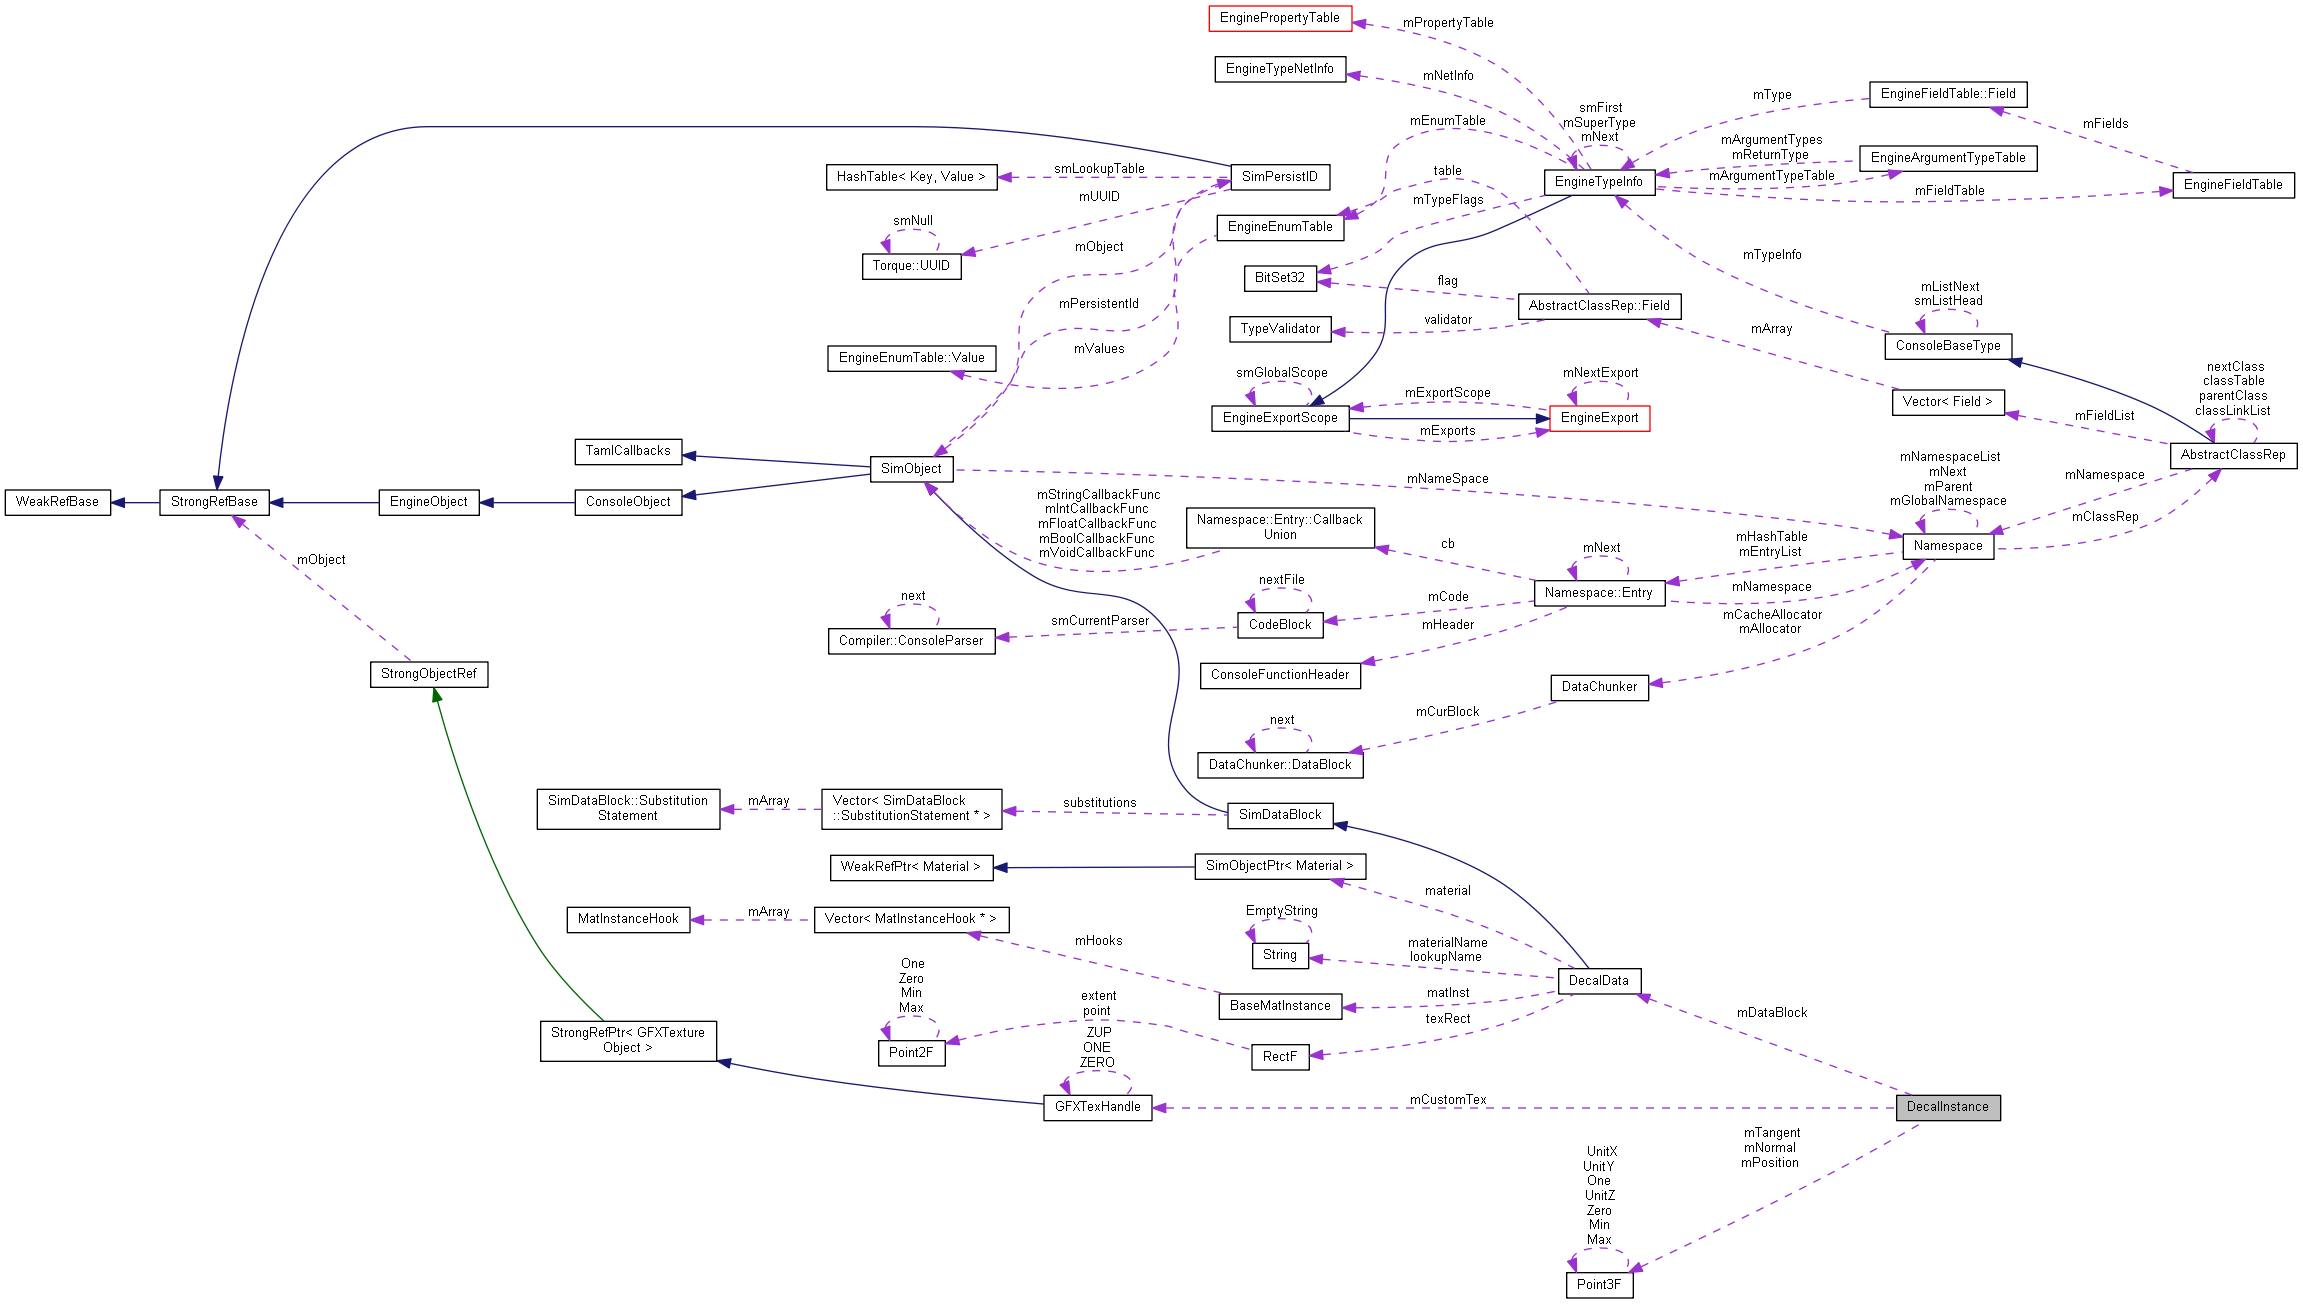 EnginePropertyTable
mPropertyTable
EngineTypeNetInfo
mNetInfo
EngineFieldTable::Field
mType
smFirst
mSuperType
mNext
mEnumTable
mFields
mArgumentTypes
mReturnType
EngineArgumentTypeTable
mArgumentTypeTable
HashTable< Key, Value >
smLookupTable
SimPersistID
table
EngineTypeInfo
mFieldTable
EngineFieldTable
mUUID
mTypeFlags
smNull
EngineEnumTable
mObject
Torque::UUID
mTypeInfo
BitSet32
flag
AbstractClassRep::Field
mListNext
smListHead
mPersistentId
TypeValidator
validator
mArray
ConsoleBaseType
mValues
EngineEnumTable::Value
smGlobalScope
mNextExport
nextClass
classTable
parentClass
classLinkList
mExportScope
EngineExportScope
EngineExport
Vector< Field >
mFieldList
mExports
TamlCallbacks
SimObject
AbstractClassRep
mNameSpace
mNamespaceList
mNext
mParent
mGlobalNamespace
mNamespace
WeakRefBase
StrongRefBase
EngineObject
ConsoleObject
mStringCallbackFunc
mIntCallbackFunc
mFloatCallbackFunc
mBoolCallbackFunc
mVoidCallbackFunc
Namespace::Entry::Callback
Union
cb
mNext
mHashTable
mEntryList
Namespace
mClassRep
mObject
nextFile
mCode
Namespace::Entry
mNamespace
next
smCurrentParser
CodeBlock
mHeader
mCacheAllocator
mAllocator
Compiler::ConsoleParser
StrongObjectRef
ConsoleFunctionHeader
DataChunker
mCurBlock
next
DataChunker::DataBlock
SimDataBlock::Substitution
Statement
mArray
Vector< SimDataBlock
::SubstitutionStatement * >
substitutions
SimDataBlock
WeakRefPtr< Material >
SimObjectPtr< Material >
material
MatInstanceHook
mArray
Vector< MatInstanceHook * >
EmptyString
mHooks
String
materialName
lookupName
One
Zero
Min
Max
DecalData
extent
point
BaseMatInstance
matInst
texRect
mDataBlock
StrongRefPtr< GFXTexture
Object >
Point2F
ZUP
ONE
ZERO
RectF
GFXTexHandle
mCustomTex
DecalInstance
mTangent
mNormal
mPosition
UnitX
UnitY
One
UnitZ
Zero
Min
Max
Point3F